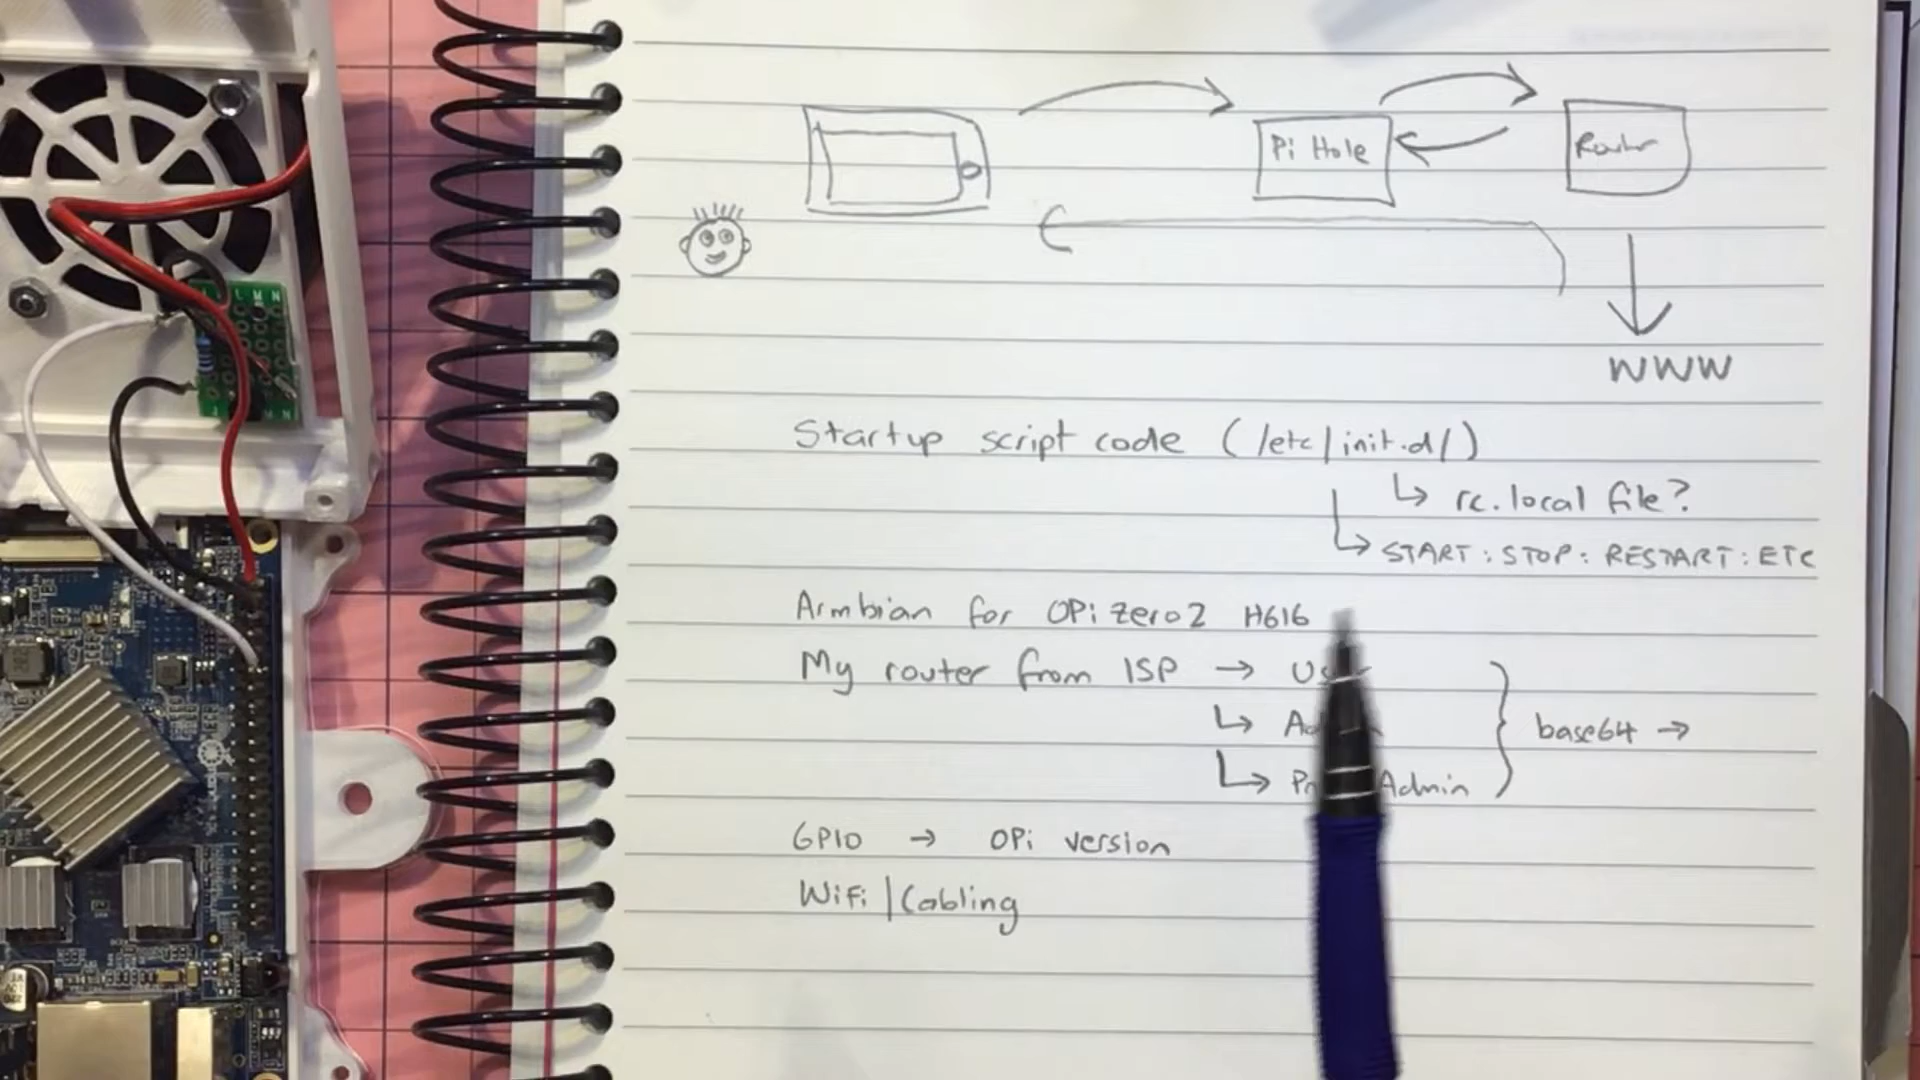 Pi Hole
Router
WWW
Startup script code (/etc/init.d/)
↳ rc.local file?
↳ START : STOP : RESTART : ETC
Armbian for OPi Zero2 H616
My router from ISP →
↳
↳ Admin
} base64 →
GPIO → OPi version
WiFi/Cabling
L M N
M N